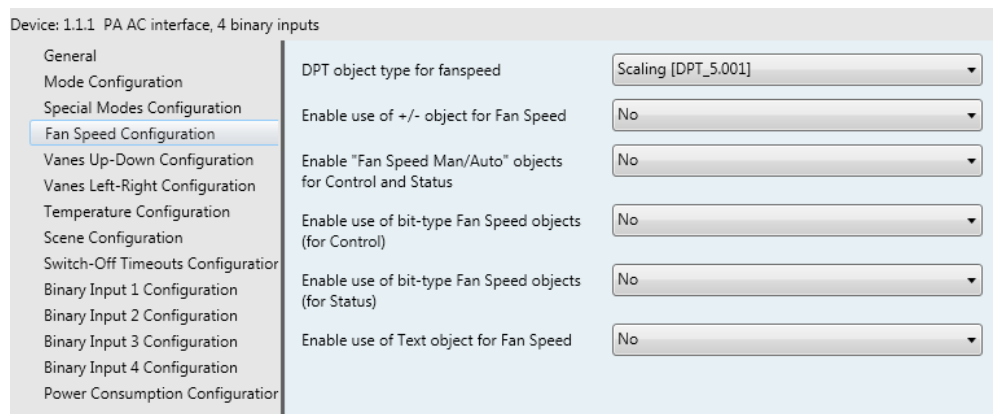 Device: 1.1.1 PA AC interface, 4 binary inputs
General
Mode Configuration
Special Modes Configuration
Fan Speed Configuration
Vanes Up-Down Configuration
Vanes Left-Right Configuration
Temperature Configuration
Scene Configuration
Switch-Off Timeouts Configuration
Binary Input 1 Configuration
Binary Input 2 Configuration
Binary Input 3 Configuration
Binary Input 4 Configuration
Power Consumption Configuration
DPT object type for fanspeed
Scaling [DPT_5.001]
Enable use of +/- object for Fan Speed
No
Enable "Fan Speed Man/Auto" objects
for Control and Status
No
Enable use of bit-type Fan Speed objects
(for Control)
No
Enable use of bit-type Fan Speed objects
(for Status)
No
Enable use of Text object for Fan Speed
No